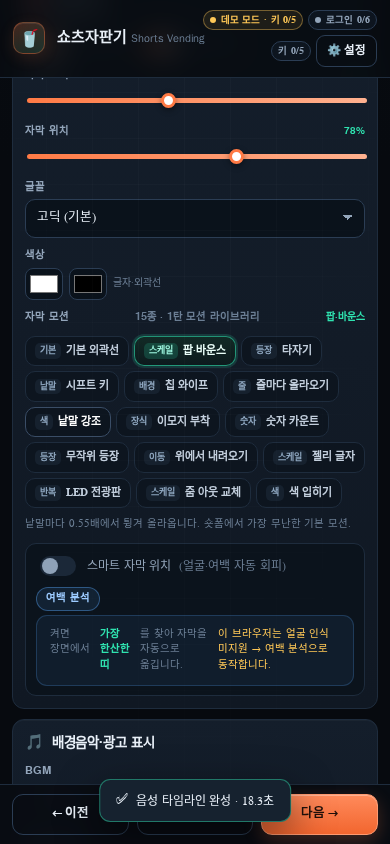 데모 모드 · 키 0/5
로그인 0/6
쇼츠자판기 Shorts Vending
키 0/5
⚙️ 설정
자막 위치 78%
글꼴
고딕 (기본)
색상
글자·외곽선
자막 모션 15종 · 1탄 모션 라이브러리 팝·바운스
기본 기본 외곽선 스케일 팝·바운스 등장 타자기
낱말 시프트 키 배경 칩 와이프 줄 줄마다 올라오기
색 낱말 강조 장식 이모지 부착 숫자 숫자 카운트
등장 무작위 등장 이동 위에서 내려오기 스케일 젤리 글자
반복 LED 전광판 스케일 줌 아웃 교체 색 색 입히기
낱말마다 0.55배에서 튕겨 올라옵니다. 숏폼에서 가장 무난한 기본 모션.
스마트 자막 위치 (얼굴·여백 자동 회피)
여백 분석
켜면
장면에서
가장
한산한
띠
를 찾아 자막을
자동으로
옮깁니다.
이 브라우저는 얼굴 인식
미지원 → 여백 분석으로
동작합니다.
배경음악·광고 표시
BGM
← 이전
✓ 음성 타임라인 완성 · 18.3초
다음 →